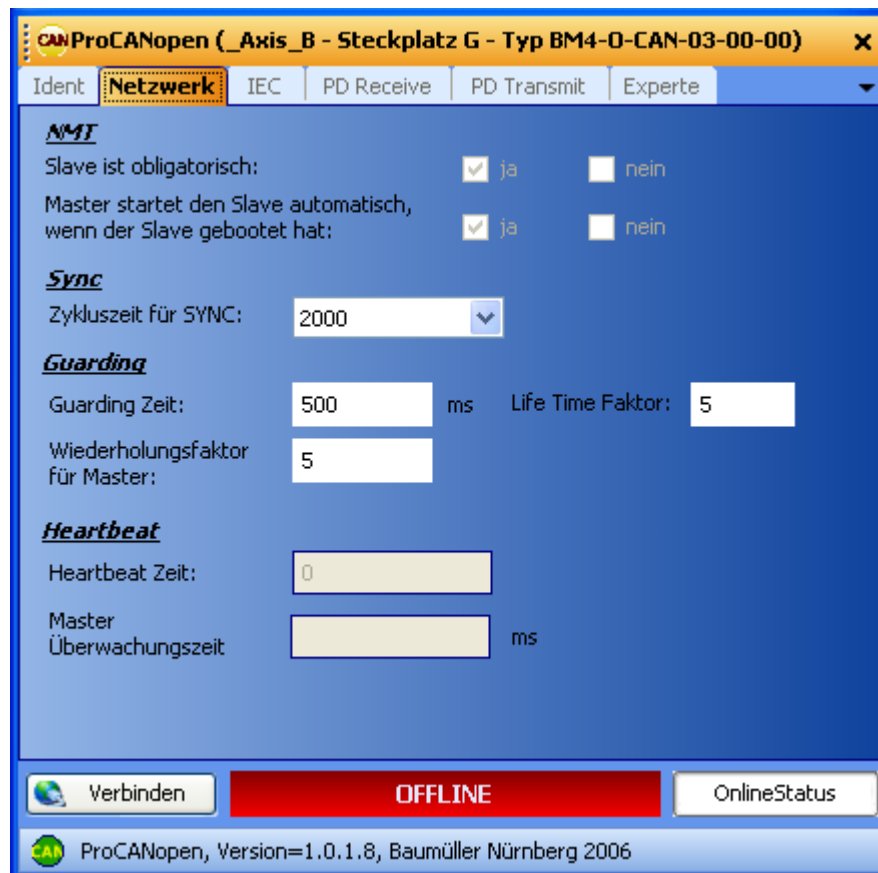 CAN ProCANopen (_Axis_B - Steckplatz G - Typ BM4-O-CAN-03-00-00)
Ident Netzwerk IEC PD Receive PD Transmit Experte
NMT
Slave ist obligatorisch: ja nein
Master startet den Slave automatisch,
wenn der Slave gebootet hat: ja nein
Sync
Zykluszeit für SYNC: 2000
Guarding
Guarding Zeit: 500 ms Life Time Faktor: 5
Wiederholungsfaktor
für Master: 5
Heartbeat
Heartbeat Zeit: 0
Master
Überwachungszeit ms
Verbinden OFFLINE OnlineStatus
CAN ProCANopen, Version=1.0.1.8, Baumüller Nürnberg 2006